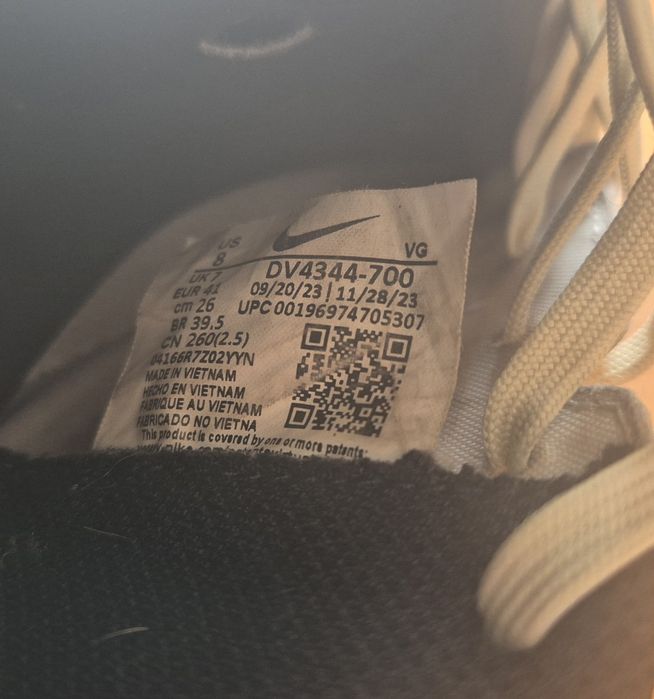 US
8
VG
UK 7
EUR 41
cm 26
BR 39.5
CN 260(2.5)
04166R7Z02YYN
DV4344-700
09/20/23 | 11/28/23
UPC 00196974705307
MADE IN VIETNAM
HECHO EN VIETNAM
FABRIQUE AU VIETNAM
FABRICADO NO VIETNA
This product is covered by one or more patents: